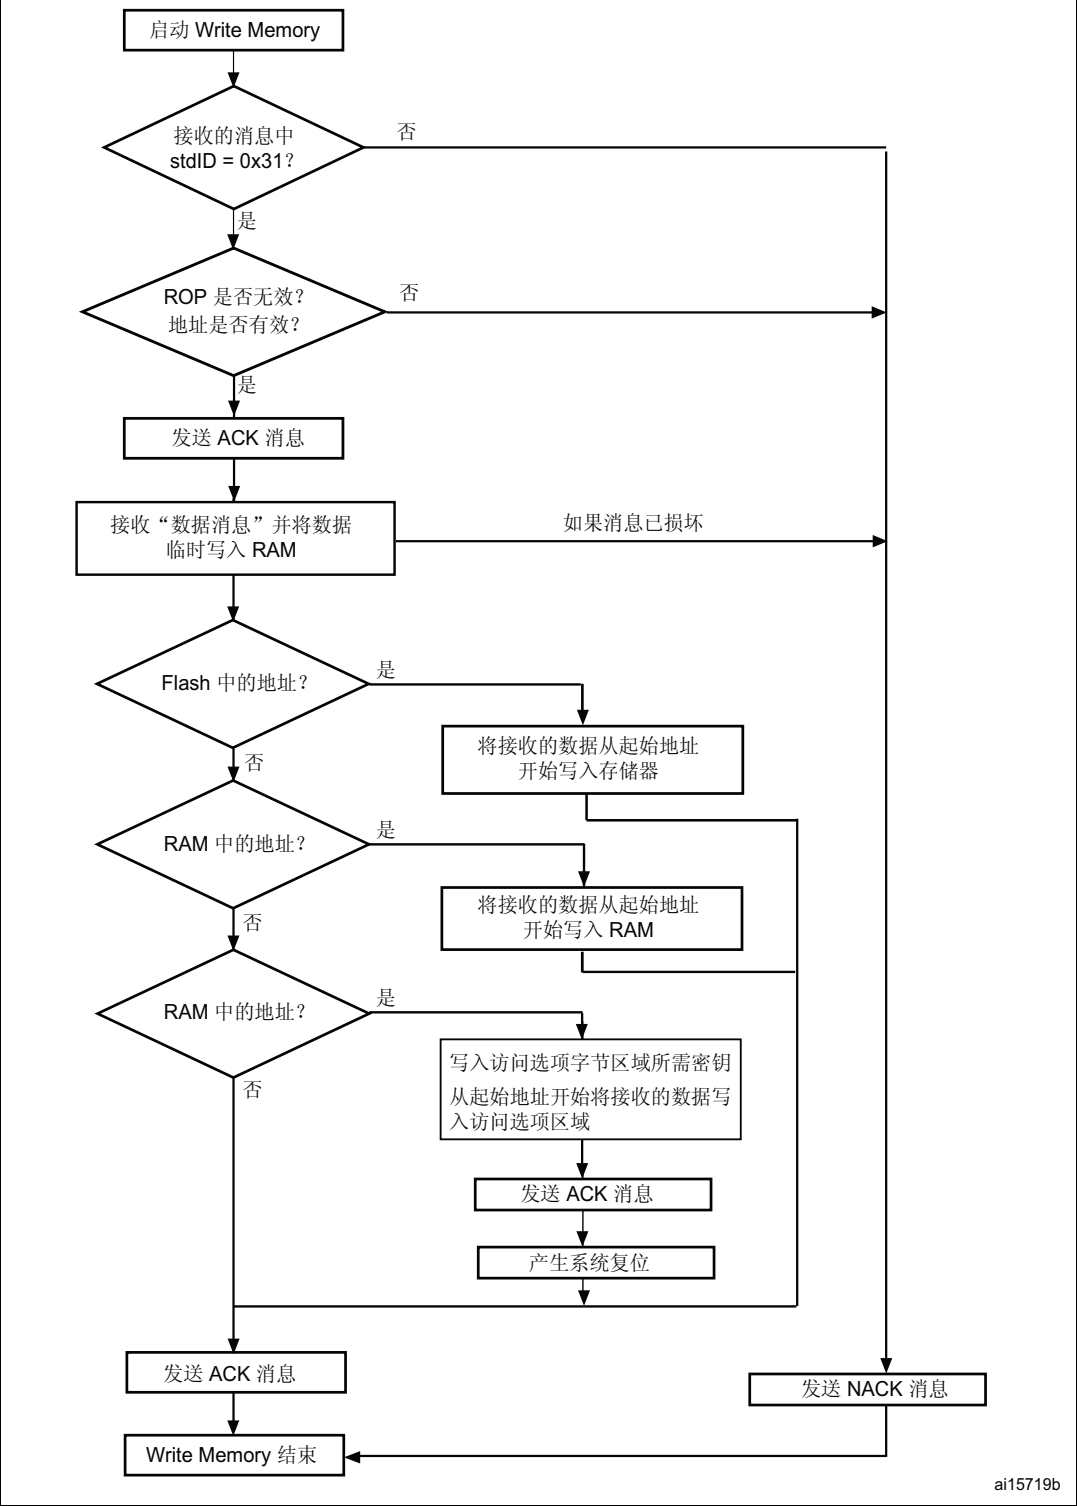 启动 Write Memory
接收的消息中
stdID = 0x31？
否
是
ROP 是否无效？
地址是否有效？
否
是
发送 ACK 消息
接收“数据消息”并将数据
临时写入 RAM
如果消息已损坏
Flash 中的地址？
是
否
将接收的数据从起始地址
开始写入存储器
RAM 中的地址？
是
否
将接收的数据从起始地址
开始写入 RAM
RAM 中的地址？
是
否
写入访问选项字节区域所需密钥
从起始地址开始将接收的数据写
入访问选项区域
发送 ACK 消息
产生系统复位
发送 ACK 消息
发送 NACK 消息
Write Memory 结束
ai15719b